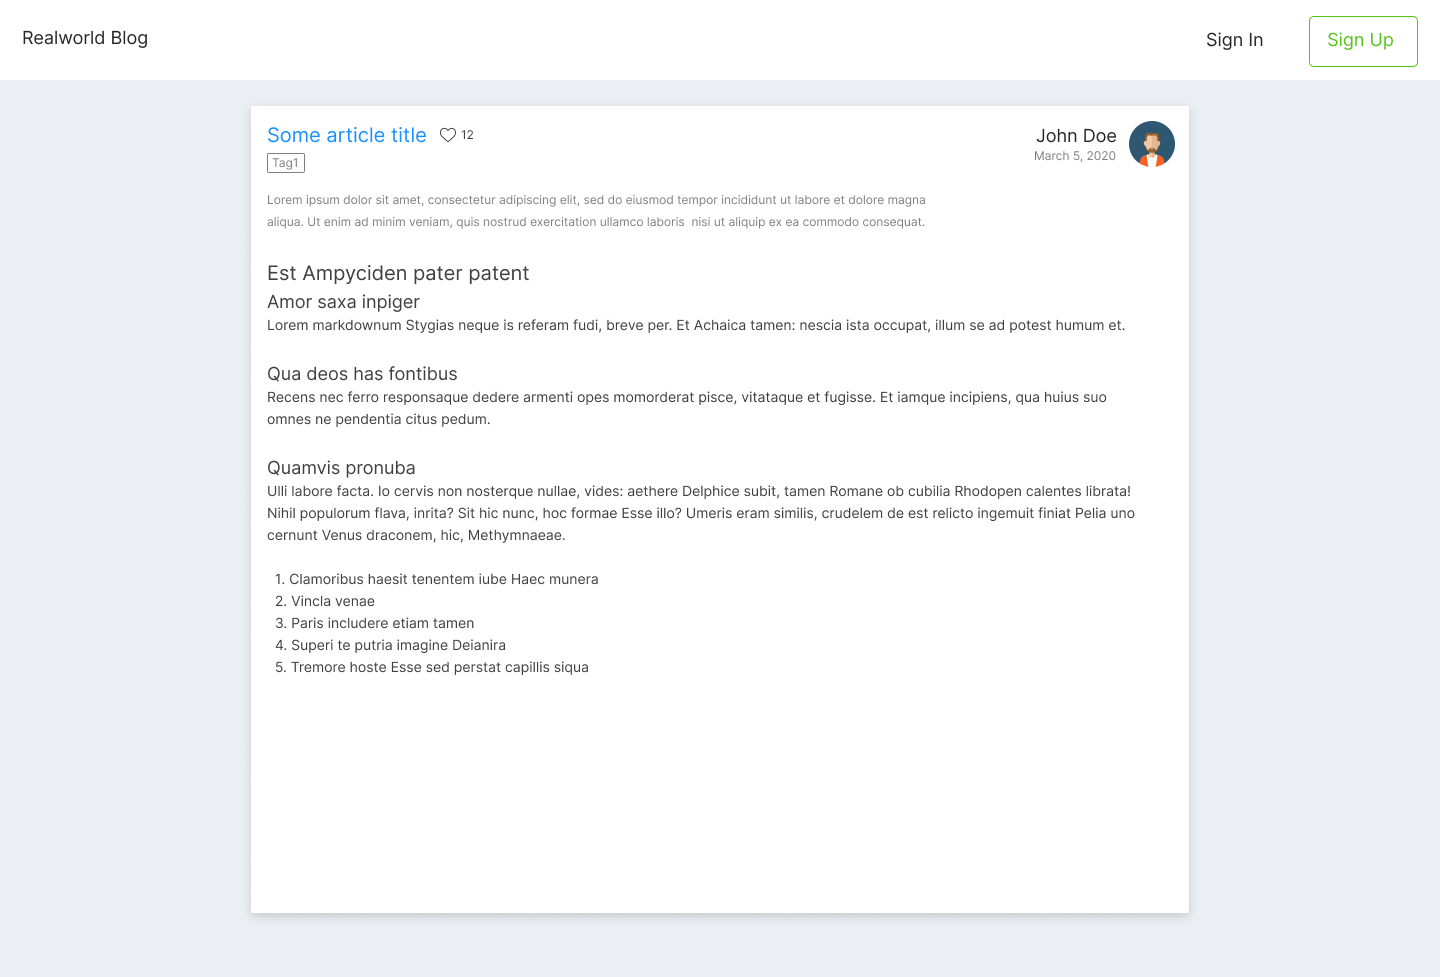 Realworld Blog
Sign In
Sign Up
Some article title
12
John Doe
March 5, 2020
Tag1
Lorem ipsum dolor sit amet, consectetur adipiscing elit, sed do eiusmod tempor incididunt ut labore et dolore magna
aliqua. Ut enim ad minim veniam, quis nostrud exercitation ullamco laboris  nisi ut aliquip ex ea commodo consequat.
Est Ampyciden pater patent
Amor saxa inpiger
Lorem markdownum Stygias neque is referam fudi, breve per. Et Achaica tamen: nescia ista occupat, illum se ad potest humum et.
Qua deos has fontibus
Recens nec ferro responsaque dedere armenti opes momorderat pisce, vitataque et fugisse. Et iamque incipiens, qua huius suo
omnes ne pendentia citus pedum.
Quamvis pronuba
Ulli labore facta. Io cervis non nosterque nullae, vides: aethere Delphice subit, tamen Romane ob cubilia Rhodopen calentes librata!
Nihil populorum flava, inrita? Sit hic nunc, hoc formae Esse illo? Umeris eram similis, crudelem de est relicto ingemuit finiat Pelia uno
cernunt Venus draconem, hic, Methymnaeae.
1. Clamoribus haesit tenentem iube Haec munera
2. Vincla venae
3. Paris includere etiam tamen
4. Superi te putria imagine Deianira
5. Tremore hoste Esse sed perstat capillis siqua